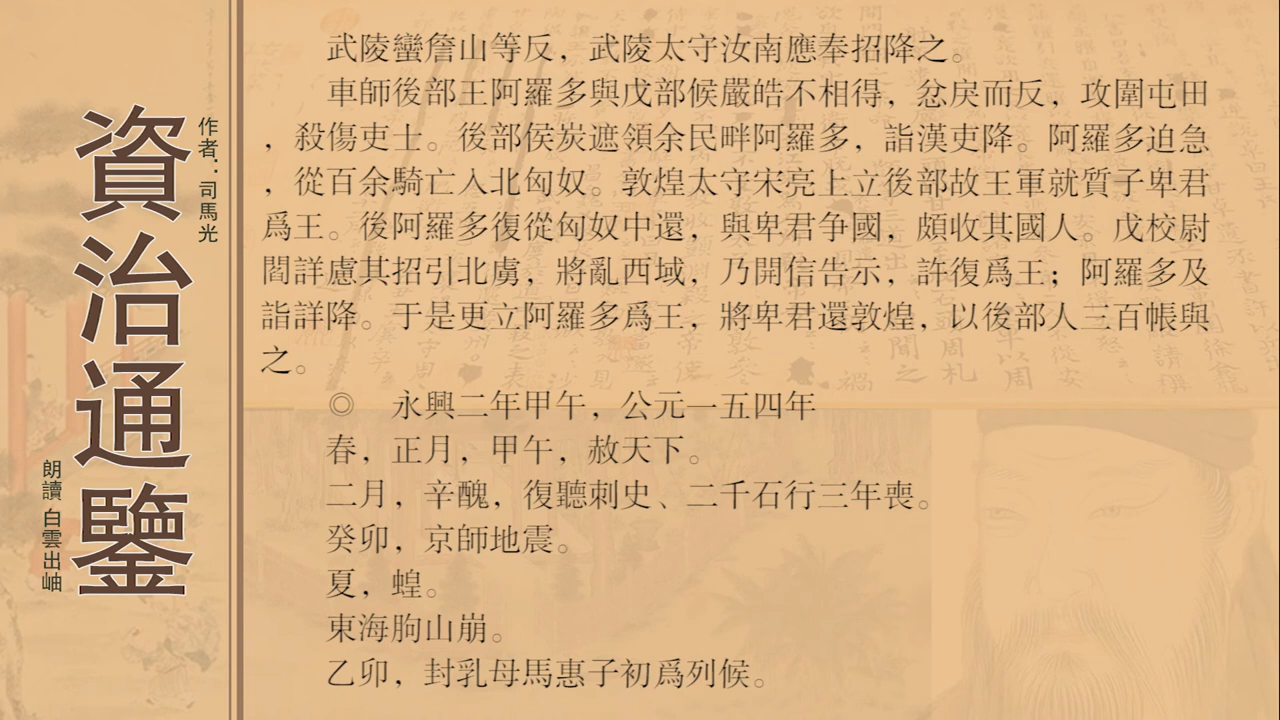 資治通鑒
作者：司馬光
朗讀 白雲出岫
武陵蠻詹山等反，武陵太守汝南應奉招降之。
車師後部王阿羅多與戊部候嚴皓不相得，忿戾而反，攻圍屯田
，殺傷吏士。後部侯炭遮領余民畔阿羅多，詣漢吏降。阿羅多迫急
，從百余騎亡入北匈奴。敦煌太守宋亮上立後部故王軍就質子卑君
爲王。後阿羅多復從匈奴中還，與卑君争國，頗收其國人。戊校尉
閻詳慮其招引北虜，將亂西域，乃開信告示，許復爲王；阿羅多及
詣詳降。于是更立阿羅多爲王，將卑君還敦煌，以後部人三百帳與
之。
◎　永興二年甲午，公元一五四年
春，正月，甲午，赦天下。
二月，辛醜，復聽刺史、二千石行三年喪。
癸卯，京師地震。
夏，蝗。
東海朐山崩。
乙卯，封乳母馬惠子初爲列候。